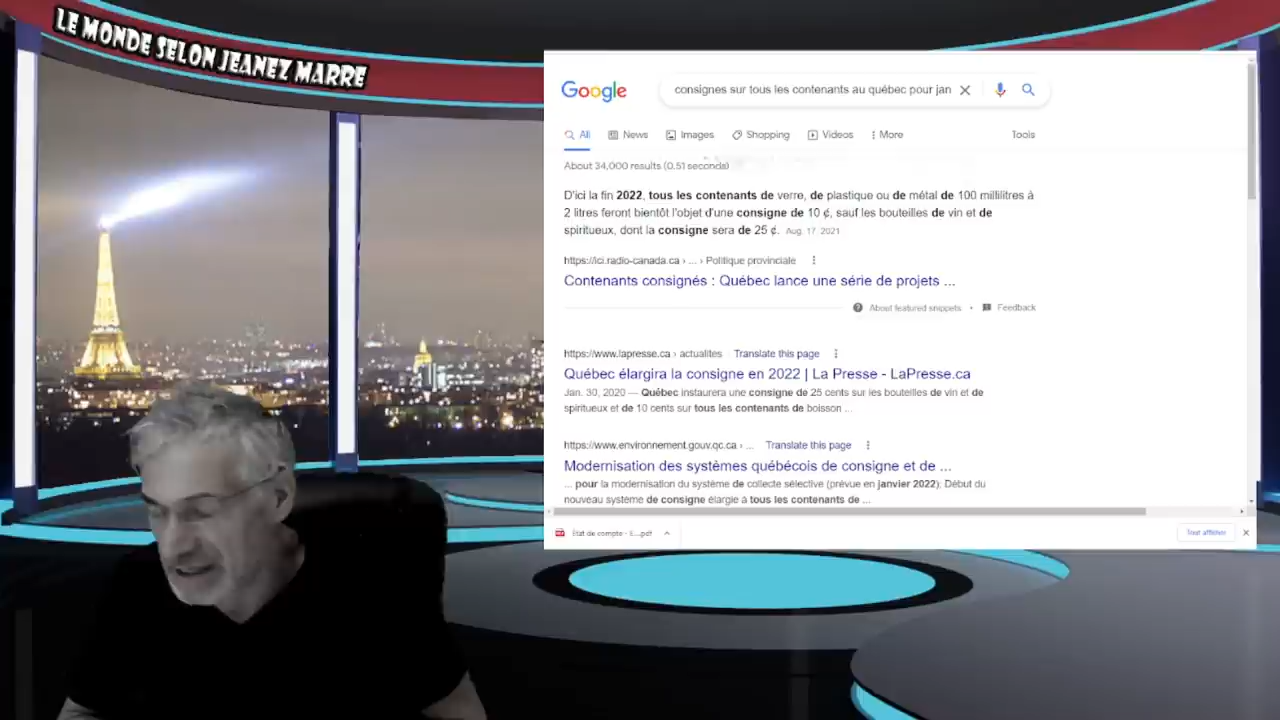 LE MONDE SELON JEANEZ MARRE
Google
consignes sur tous les contenants au québec pour jan
All News Images Shopping Videos More Tools
About 34,000 results (0.51 seconds)
D'ici la fin 2022, tous les contenants de verre, de plastique ou de métal de 100 millilitres à
2 litres feront bientôt l'objet d'une consigne de 10 ¢, sauf les bouteilles de vin et de
spiritueux, dont la consigne sera de 25 ¢. Aug. 17, 2021
https://ici.radio-canada.ca › ... › Politique provinciale
Contenants consignés : Québec lance une série de projets ...
About featured snippets • Feedback
https://www.lapresse.ca › actualites Translate this page
Québec élargira la consigne en 2022 | La Presse - LaPresse.ca
Jan. 30, 2020 — Québec instaurera une consigne de 25 cents sur les bouteilles de vin et de
spiritueux et de 10 cents sur tous les contenants de boisson ...
https://www.environnement.gouv.qc.ca › ... Translate this page
Modernisation des systèmes québécois de consigne et de ...
... pour la modernisation du système de collecte sélective (prévue en janvier 2022); Début du
nouveau système de consigne élargie à tous les contenants de ...
Etat de compte - E....pdf
Tout afficher